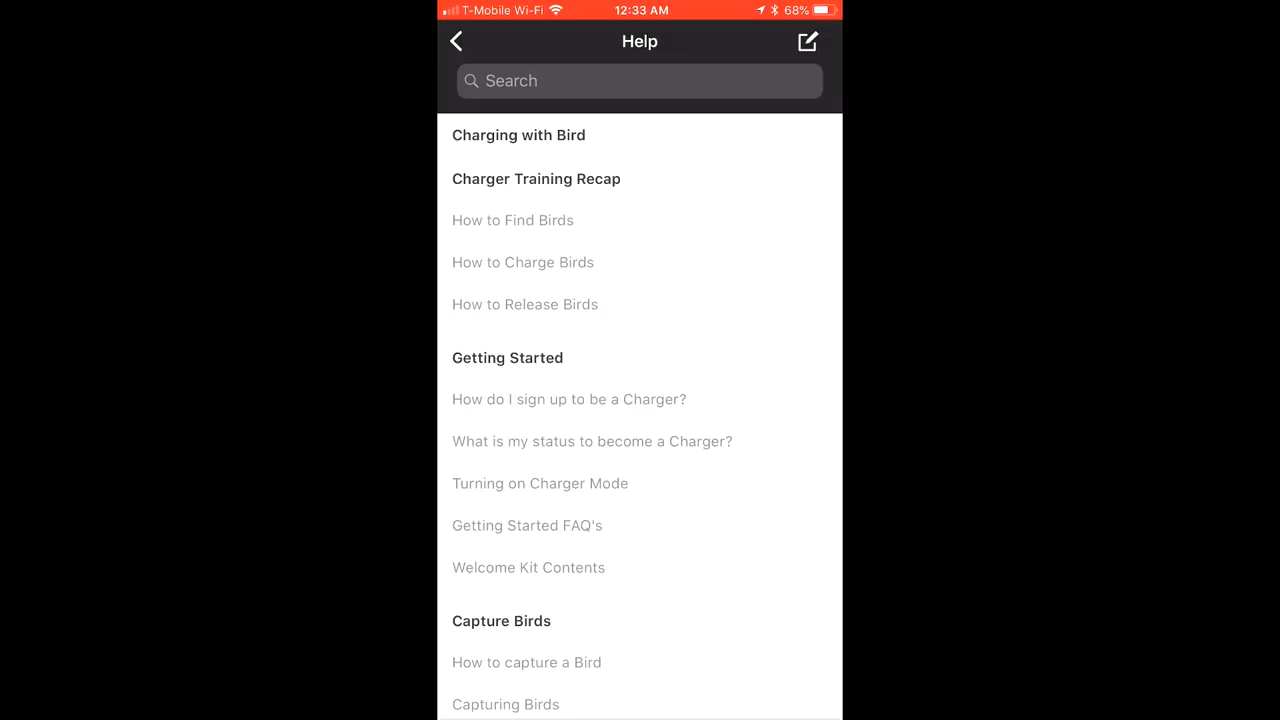 T-Mobile Wi-Fi 12:33 AM 68%
Help
Search
Charging with Bird
Charger Training Recap
How to Find Birds
How to Charge Birds
How to Release Birds
Getting Started
How do I sign up to be a Charger?
What is my status to become a Charger?
Turning on Charger Mode
Getting Started FAQ's
Welcome Kit Contents
Capture Birds
How to capture a Bird
Capturing Birds